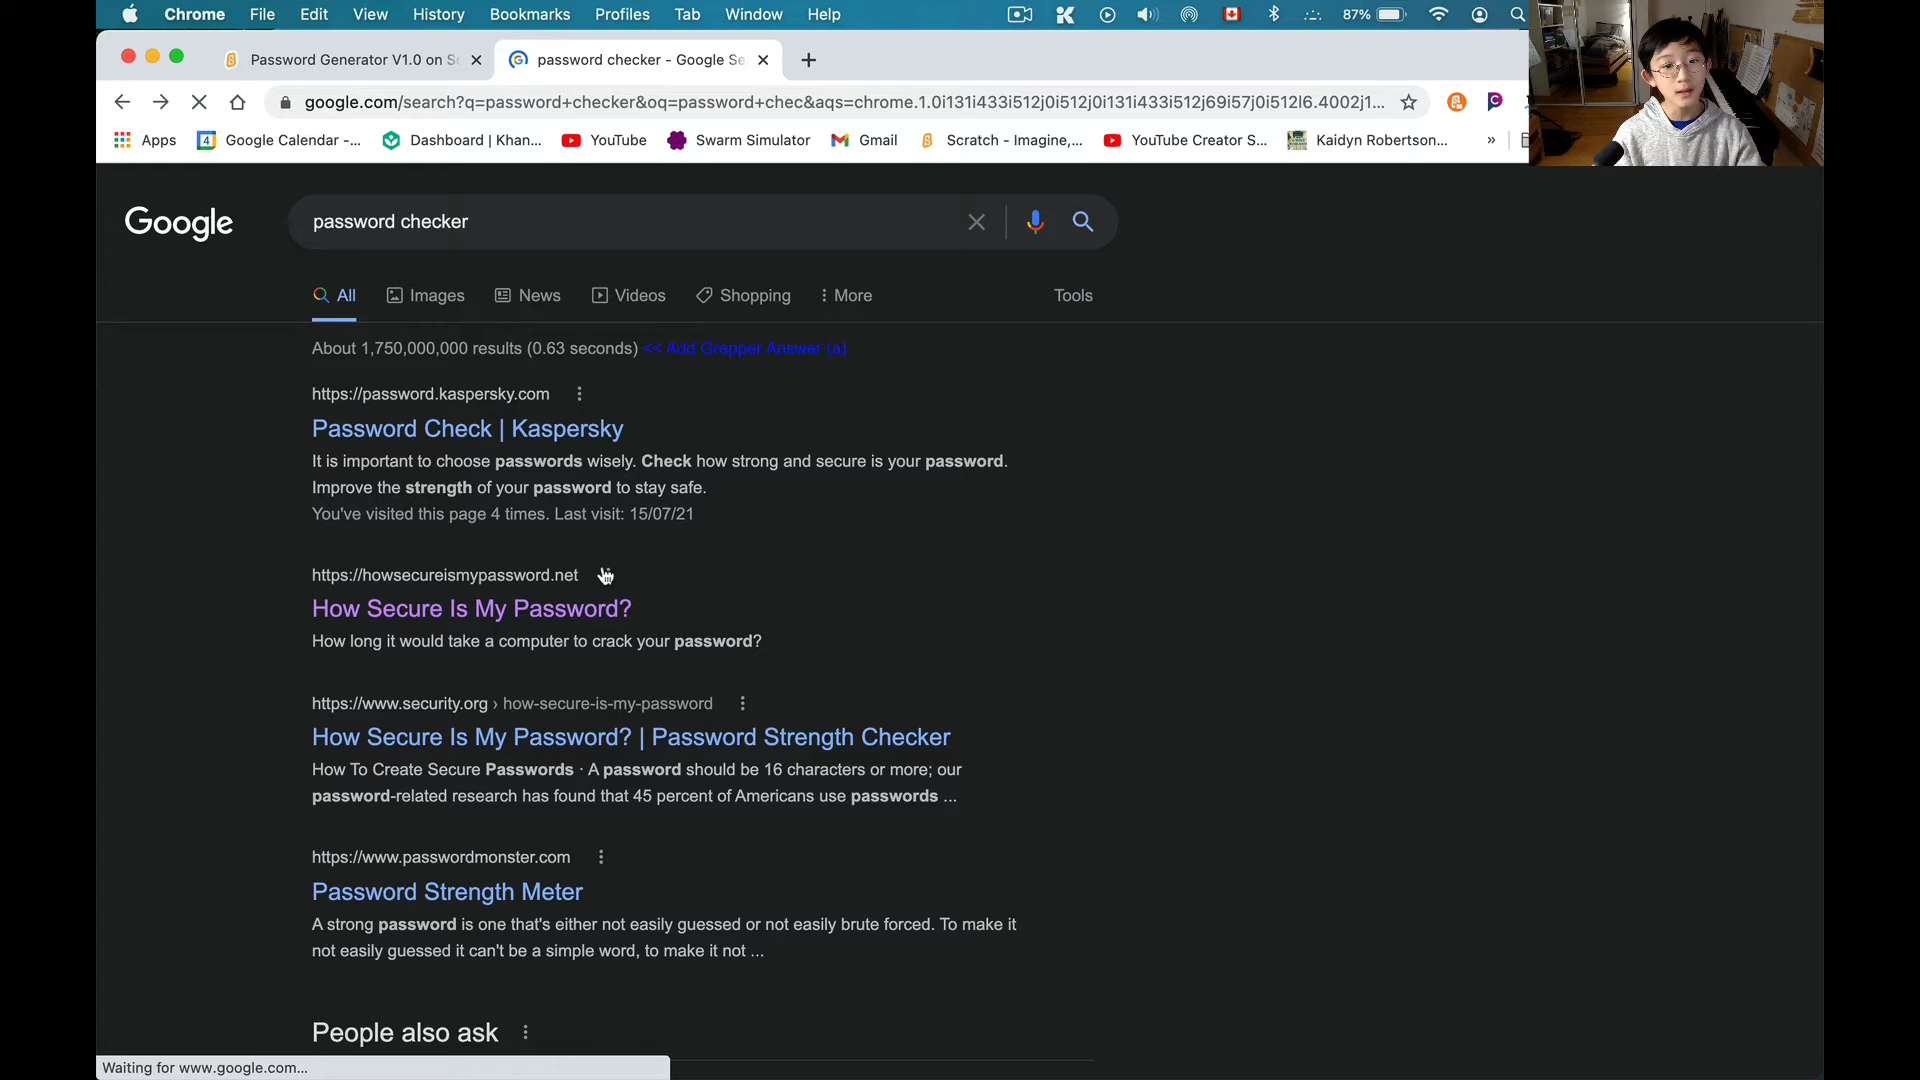 Chrome File Edit View History Bookmarks Profiles Tab Window Help 87%
Password Generator V1.0 on Sc
password checker - Google Se
google.com/search?q=password+checker&oq=password+chec&aqs=chrome.1.0i131i433i512j0i512j0i131i433i512j69i57j0i512l6.4002j1...
Apps 4 Google Calendar -... Dashboard | Khan... YouTube Swarm Simulator Gmail Scratch - Imagine,... YouTube Creator S... Kaidyn Robertson... »
Google
password checker
All Images News Videos Shopping More Tools
About 1,750,000,000 results (0.63 seconds) << Add Grepper Answer (a)
https://password.kaspersky.com
Password Check | Kaspersky
It is important to choose passwords wisely. Check how strong and secure is your password.
Improve the strength of your password to stay safe.
You've visited this page 4 times. Last visit: 15/07/21
https://howsecureismypassword.net
How Secure Is My Password?
How long it would take a computer to crack your password?
https://www.security.org › how-secure-is-my-password
How Secure Is My Password? | Password Strength Checker
How To Create Secure Passwords · A password should be 16 characters or more; our
password-related research has found that 45 percent of Americans use passwords ...
https://www.passwordmonster.com
Password Strength Meter
A strong password is one that's either not easily guessed or not easily brute forced. To make it
not easily guessed it can't be a simple word, to make it not ...
People also ask
Waiting for www.google.com...